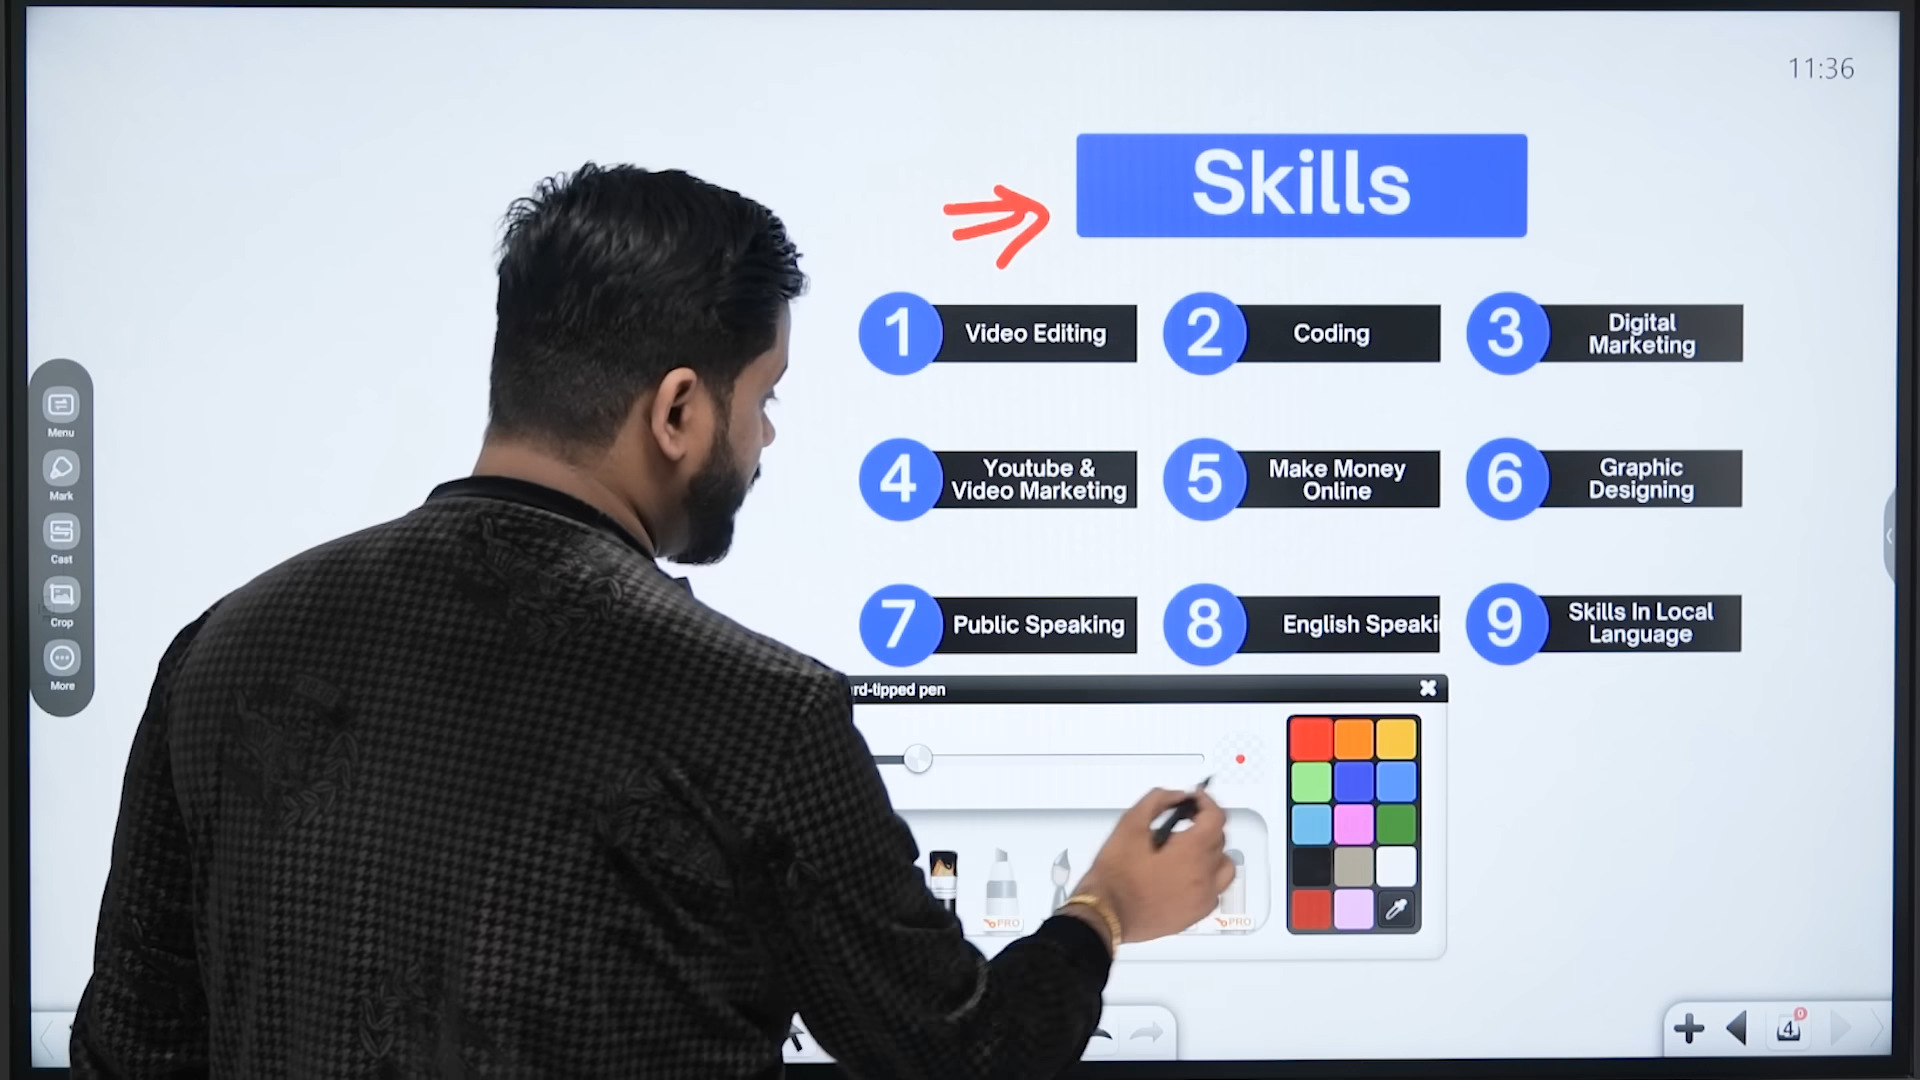 11:36
Skills
1 Video Editing
2 Coding
3 Digital
Marketing
4 Youtube &
Video Marketing
5 Make Money
Online
6 Graphic
Designing
7 Public Speaking
8 English Speaki
9 Skills In Local
Language
Menu
Mark
Cast
Crop
More
rd-tipped pen
PRO
PRO
4
0